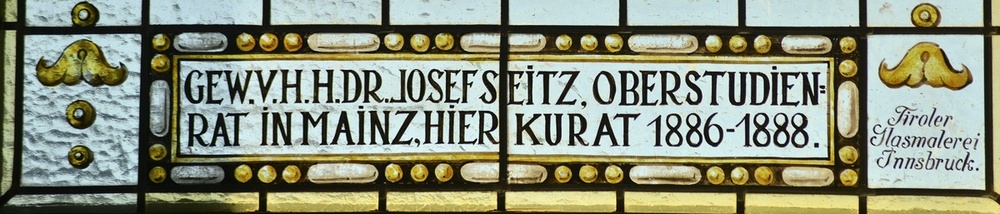 GEW.V.H.H.DR.JOSEF SEITZ, OBERSTUDIEN=
RAT IN MAINZ, HIER KURAT 1886-1888.
Tiroler
Glasmalerei
Innsbruck.